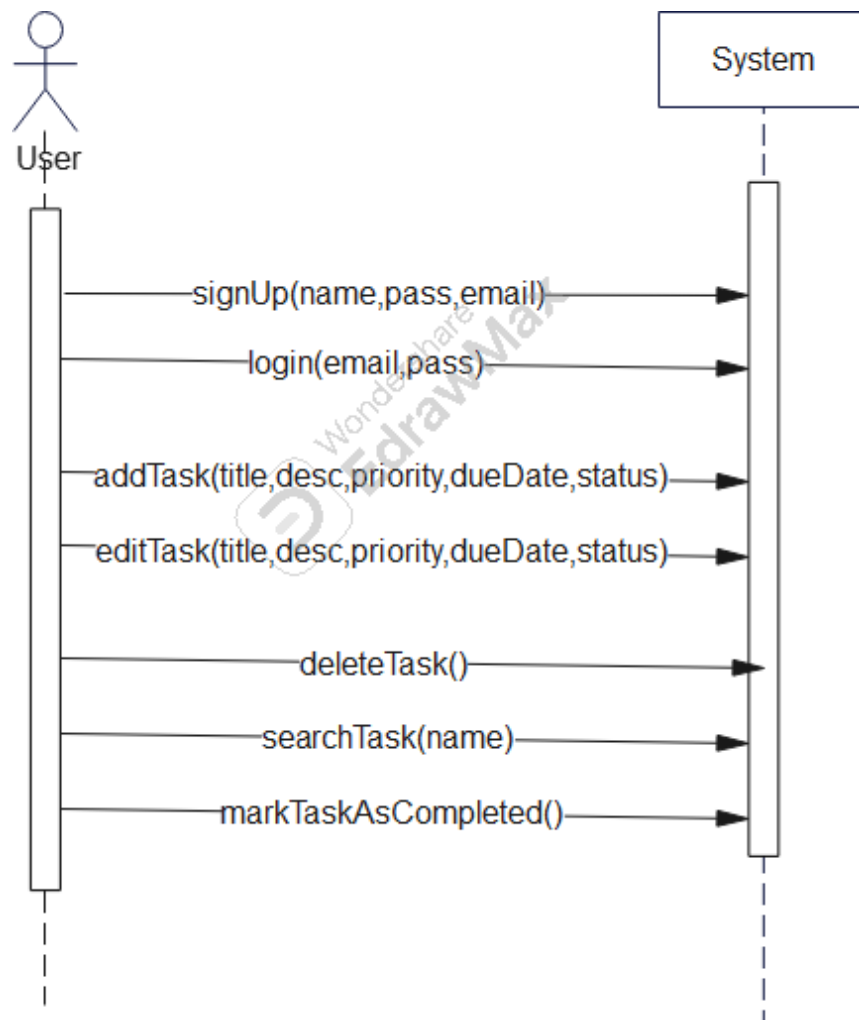 System
User
signUp(name,pass,email)
login(email,pass)
Wondershare
EdrawMax
addTask(title,desc,priority,dueDate,status)
editTask(title,desc,priority,dueDate,status)
deleteTask()
searchTask(name)
markTaskAsCompleted()